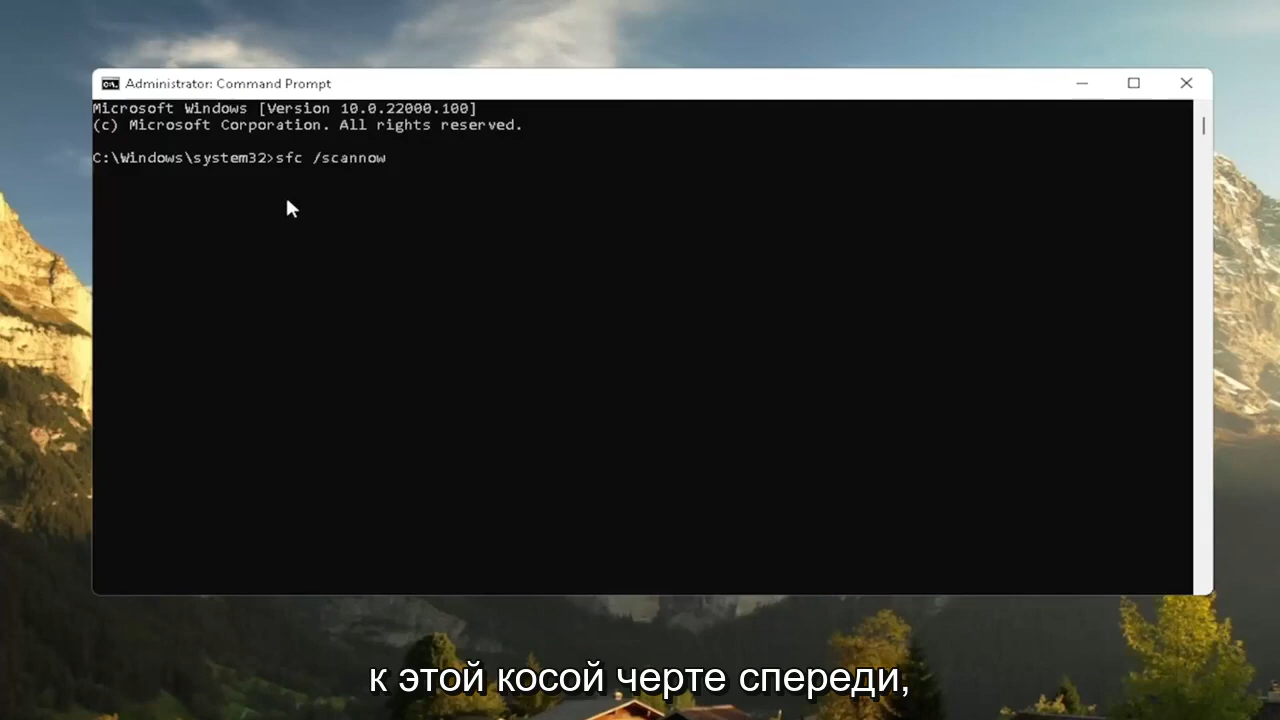 Administrator: Command Prompt
Microsoft Windows [Version 10.0.22000.100]
(c) Microsoft Corporation. All rights reserved.
C:\Windows\system32>sfc /scannow
к этой косой черте спереди,